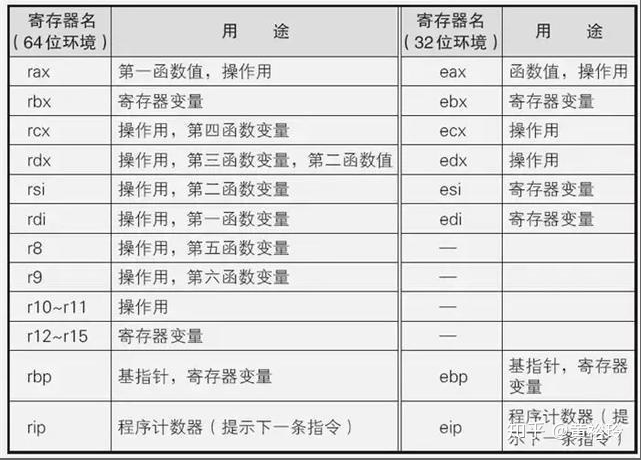 寄存器名 用 途 寄存器名 用 途
(64位环境) (32位环境)
rax 第一函数值，操作用 eax 函数值，操作用
rbx 寄存器变量 ebx 寄存器变量
rcx 操作用，第四函数变量 ecx 操作用
rdx 操作用，第三函数变量，第二函数值 edx 操作用
rsi 操作用，第二函数变量 esi 寄存器变量
rdi 操作用，第一函数变量 edi 寄存器变量
r8 操作用，第五函数变量 —
r9 操作用，第六函数变量 —
r10~r11 操作用 —
r12~r15 寄存器变量 —
rbp 基指针，寄存器变量 ebp 基指针，寄存器
变量
rip 程序计数器（提示下一条指令） eip 程序计数器（提
示下一条指令）
知乎